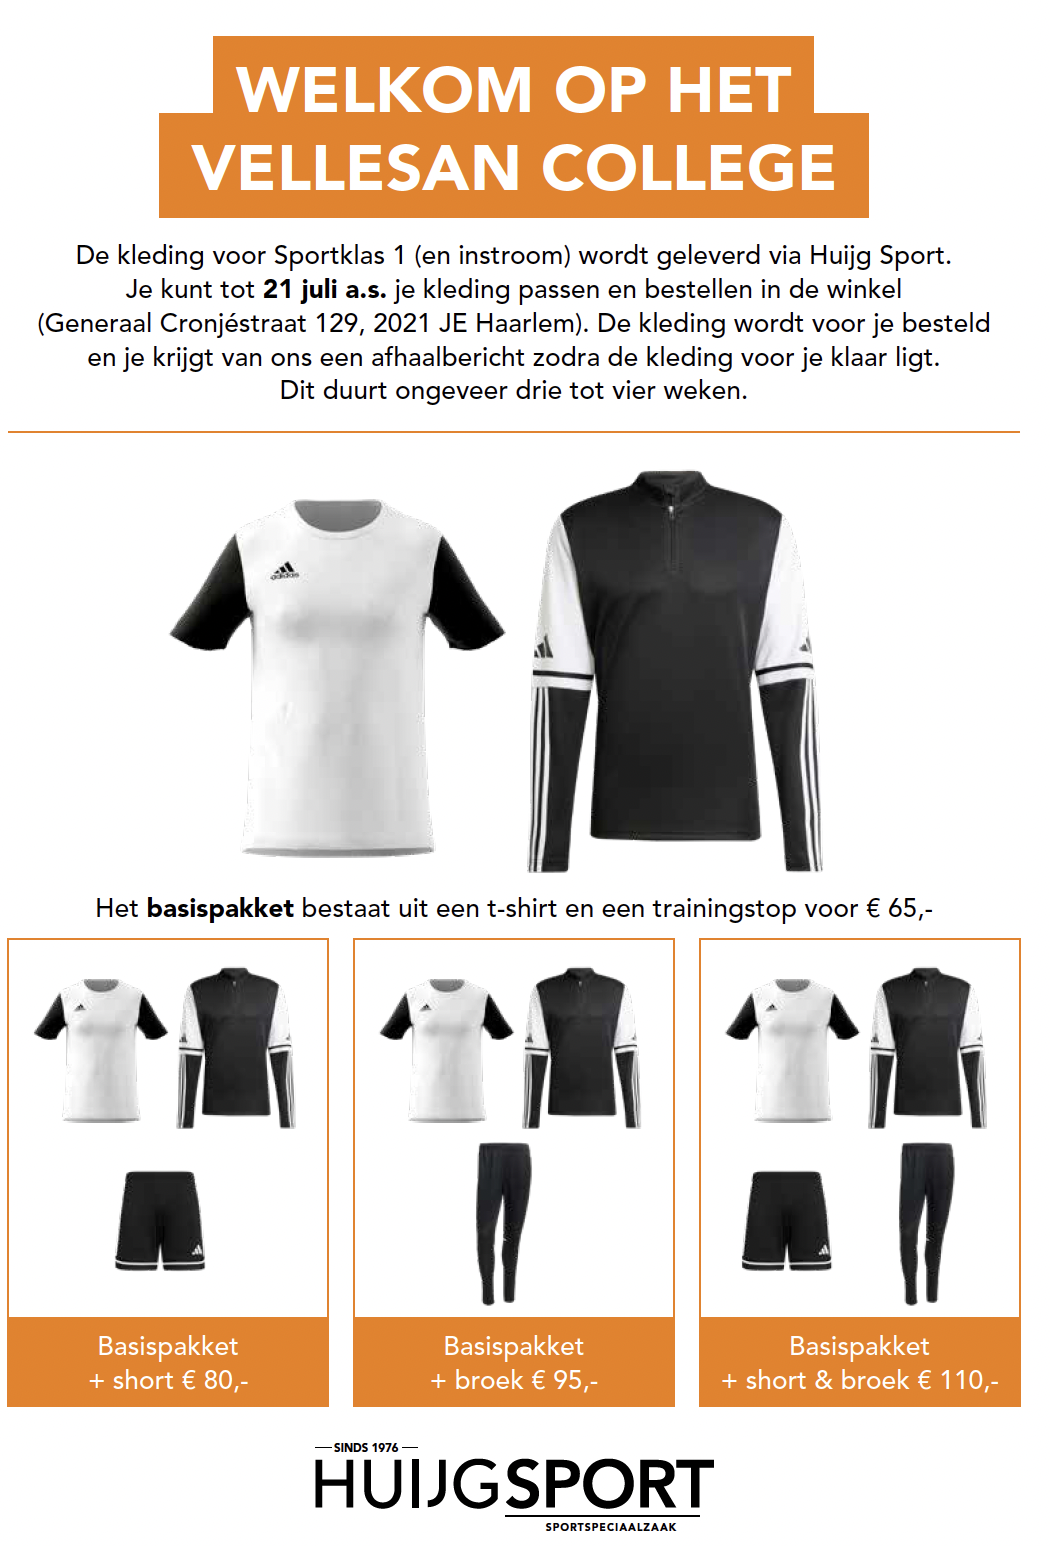 WELKOM OP HET
VELLESAN COLLEGE
De kleding voor Sportklas 1 (en instroom) wordt geleverd via Huijg Sport.
Je kunt tot 21 juli a.s. je kleding passen en bestellen in de winkel
(Generaal Cronjéstraat 129, 2021 JE Haarlem). De kleding wordt voor je besteld
en je krijgt van ons een afhaalbericht zodra de kleding voor je klaar ligt.
Dit duurt ongeveer drie tot vier weken.
adidas
Het basispakket bestaat uit een t-shirt en een trainingstop voor € 65,-
Basispakket
+ short € 80,-
Basispakket
+ broek € 95,-
Basispakket
+ short & broek € 110,-
SINDS 1976
HUIJGSPORT
SPORTSPECIAALZAAK